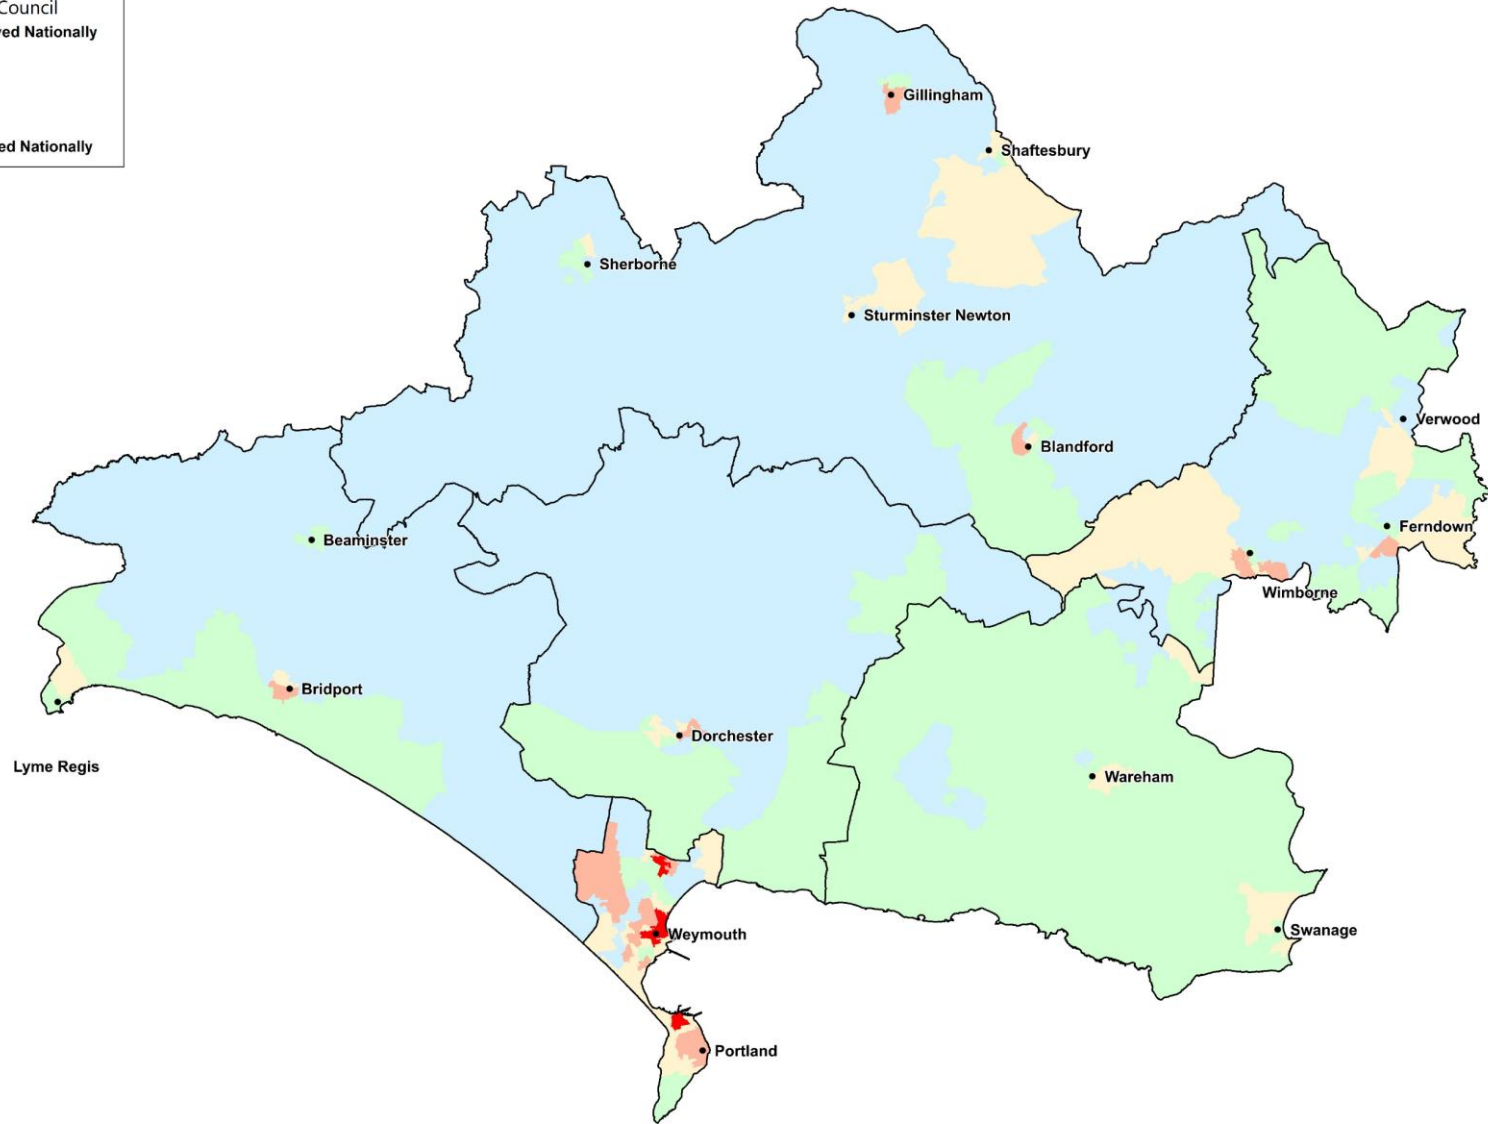 Council
ed Nationally
ed Nationally
Gillingham
Shaftesbury
Sherborne
Sturminster Newton
Verwood
Blandford
Ferndown
Beaminster
Wimborne
Bridport
Dorchester
Lyme Regis
Wareham
Swanage
Weymouth
Portland